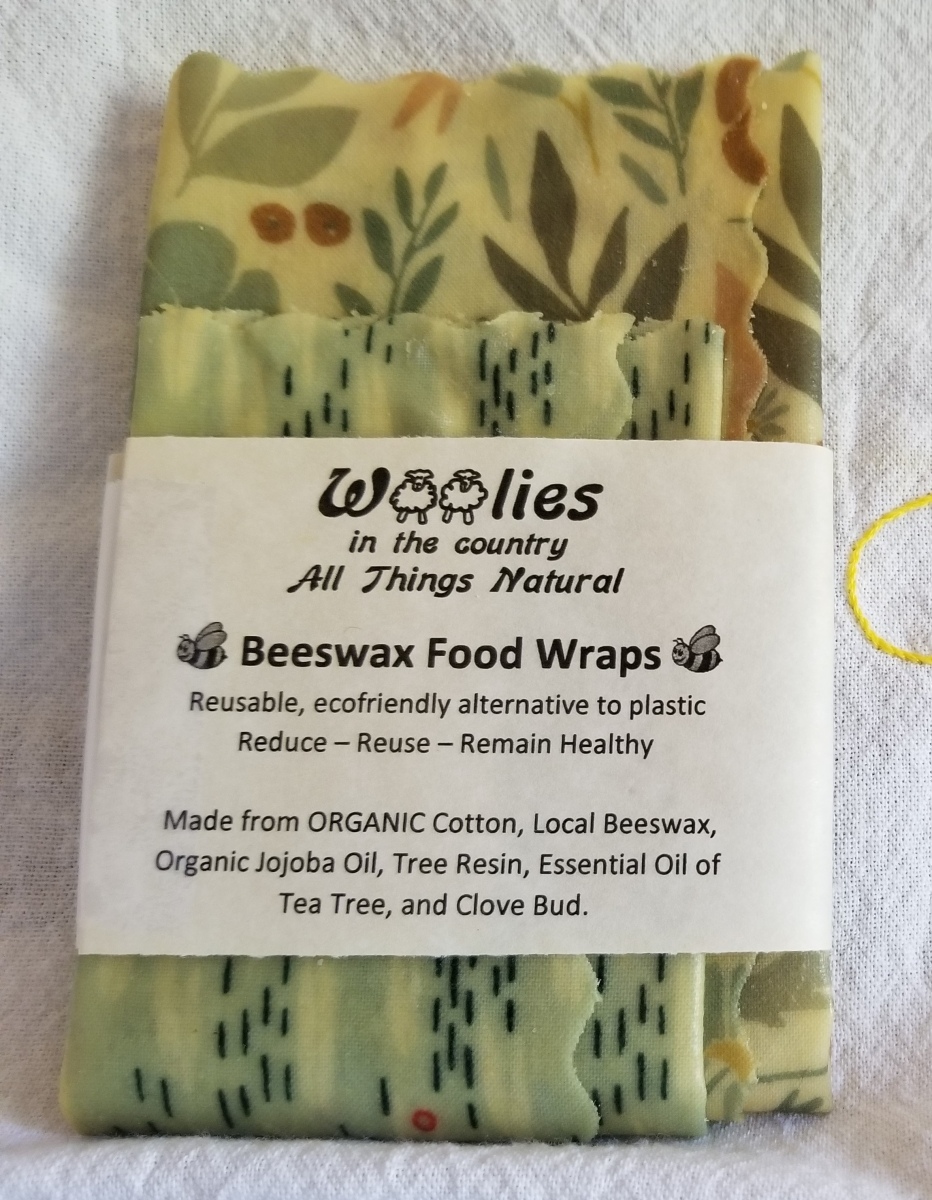 Woolies
in the country
All Things Natural
Beeswax Food Wraps
Reusable, ecofriendly alternative to plastic
Reduce – Reuse – Remain Healthy
Made from ORGANIC Cotton, Local Beeswax,
Organic Jojoba Oil, Tree Resin, Essential Oil of
Tea Tree, and Clove Bud.